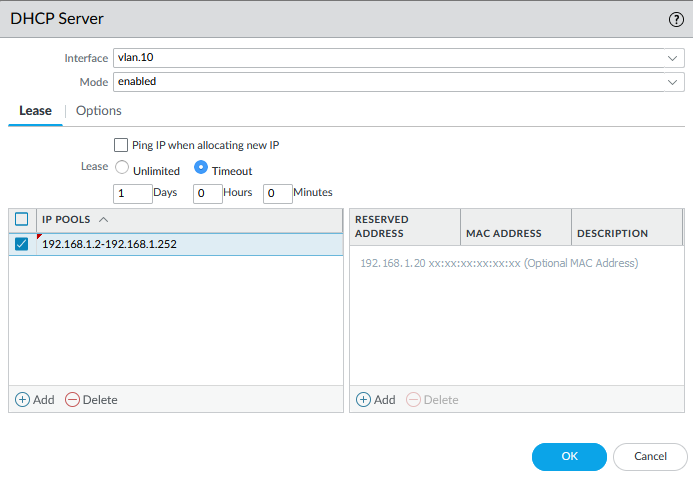 DHCP Server
?
Interface vlan.10
Mode enabled
Lease Options
Ping IP when allocating new IP
Lease Unlimited Timeout
1 Days 0 Hours 0 Minutes
IP POOLS
192.168.1.2-192.168.1.252
RESERVED ADDRESS MAC ADDRESS DESCRIPTION
192.168.1.20 xx:xx:xx:xx:xx:xx (Optional MAC Address)
Add Delete
Add Delete
OK Cancel